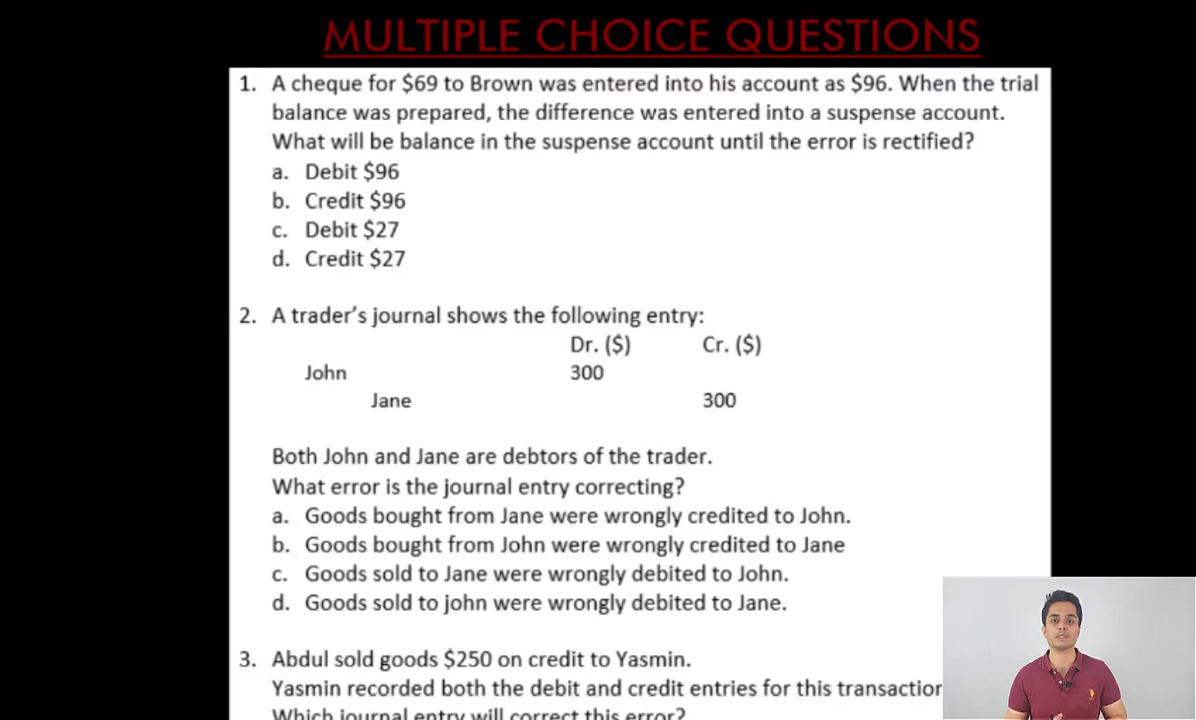 MULTIPLE CHOICE QUESTIONS
1. A cheque for $69 to Brown was entered into his account as $96. When the trial
balance was prepared, the difference was entered into a suspense account.
What will be balance in the suspense account until the error is rectified?
a. Debit $96
b. Credit $96
c. Debit $27
d. Credit $27
2. A trader's journal shows the following entry:
Dr. ($) Cr. ($)
John 300
Jane 300
Both John and Jane are debtors of the trader.
What error is the journal entry correcting?
a. Goods bought from Jane were wrongly credited to John.
b. Goods bought from John were wrongly credited to Jane
c. Goods sold to Jane were wrongly debited to John.
d. Goods sold to john were wrongly debited to Jane.
3. Abdul sold goods $250 on credit to Yasmin.
Yasmin recorded both the debit and credit entries for this transaction
Which journal entry will correct this error?